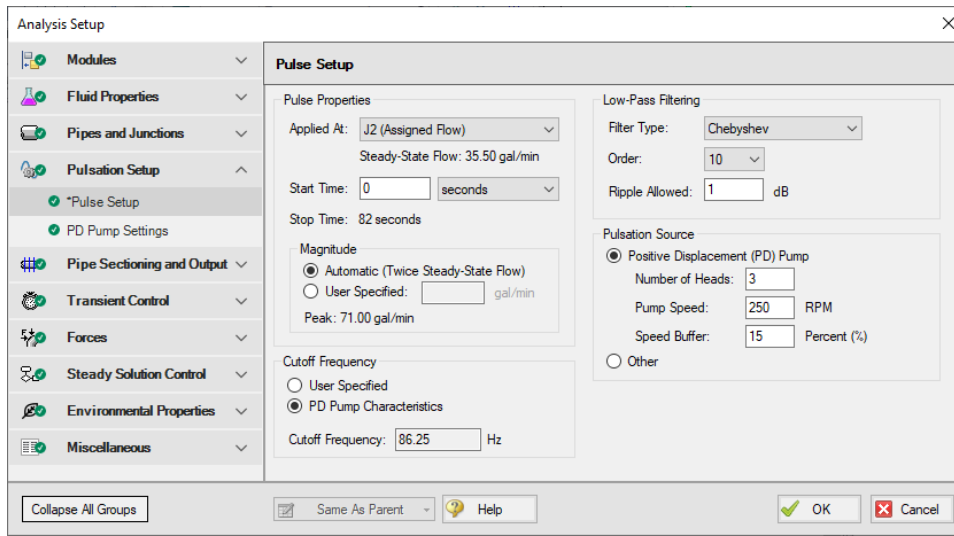 Analysis Setup
Modules
Fluid Properties
Pipes and Junctions
Pulsation Setup
*Pulse Setup
PD Pump Settings
Pipe Sectioning and Output
Transient Control
Forces
Steady Solution Control
Environmental Properties
Miscellaneous
Pulse Setup
Pulse Properties
Applied At: J2 (Assigned Flow)
Steady-State Flow: 35.50 gal/min
Start Time: 0 seconds
Stop Time: 82 seconds
Magnitude
Automatic (Twice Steady-State Flow)
User Specified: gal/min
Peak: 71.00 gal/min
Cutoff Frequency
User Specified
PD Pump Characteristics
Cutoff Frequency: 86.25 Hz
Low-Pass Filtering
Filter Type: Chebyshev
Order: 10
Ripple Allowed: 1 dB
Pulsation Source
Positive Displacement (PD) Pump
Number of Heads: 3
Pump Speed: 250 RPM
Speed Buffer: 15 Percent (%)
Other
Collapse All Groups
Same As Parent
Help
OK
Cancel